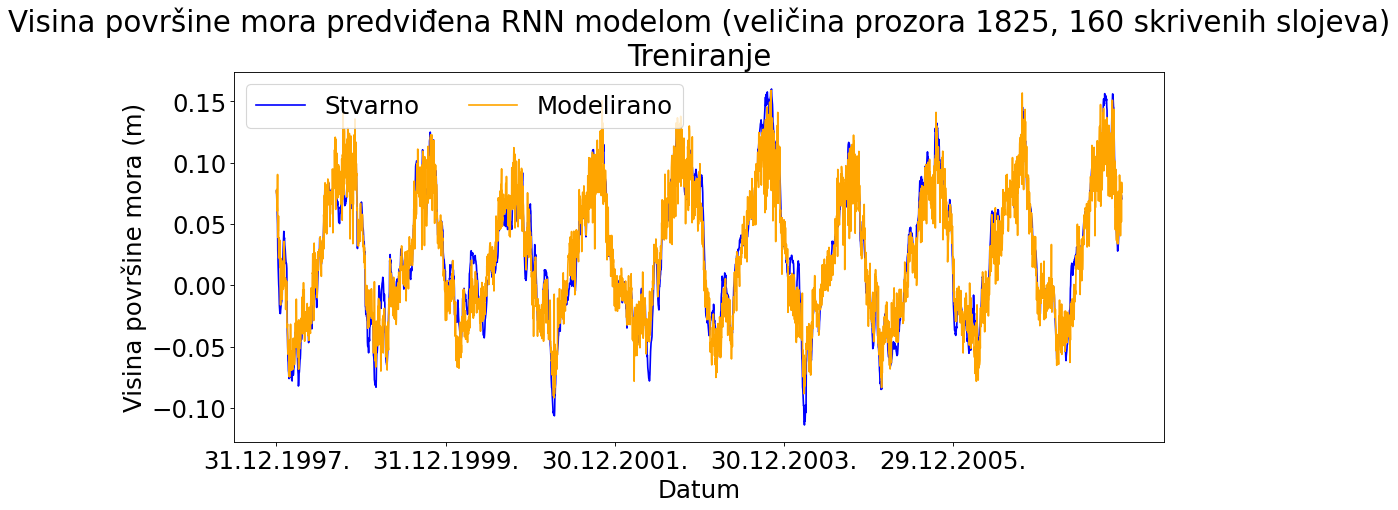 Visina površine mora predviđena RNN modelom (veličina prozora 1825, 160 skrivenih slojeva)
Treniranje
Stvarno Modelirano
Visina površine mora (m)
0.15
0.10
0.05
0.00
−0.05
−0.10
31.12.1997. 31.12.1999. 30.12.2001. 30.12.2003. 29.12.2005.
Datum